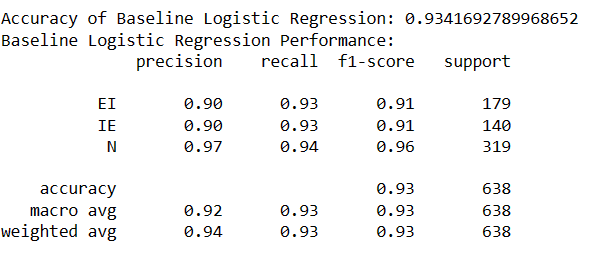 Accuracy of Baseline Logistic Regression: 0.9341692789968652
Baseline Logistic Regression Performance:
precision recall f1-score support
EI 0.90 0.93 0.91 179
IE 0.90 0.93 0.91 140
N 0.97 0.94 0.96 319
accuracy 0.93 638
macro avg 0.92 0.93 0.93 638
weighted avg 0.94 0.93 0.93 638